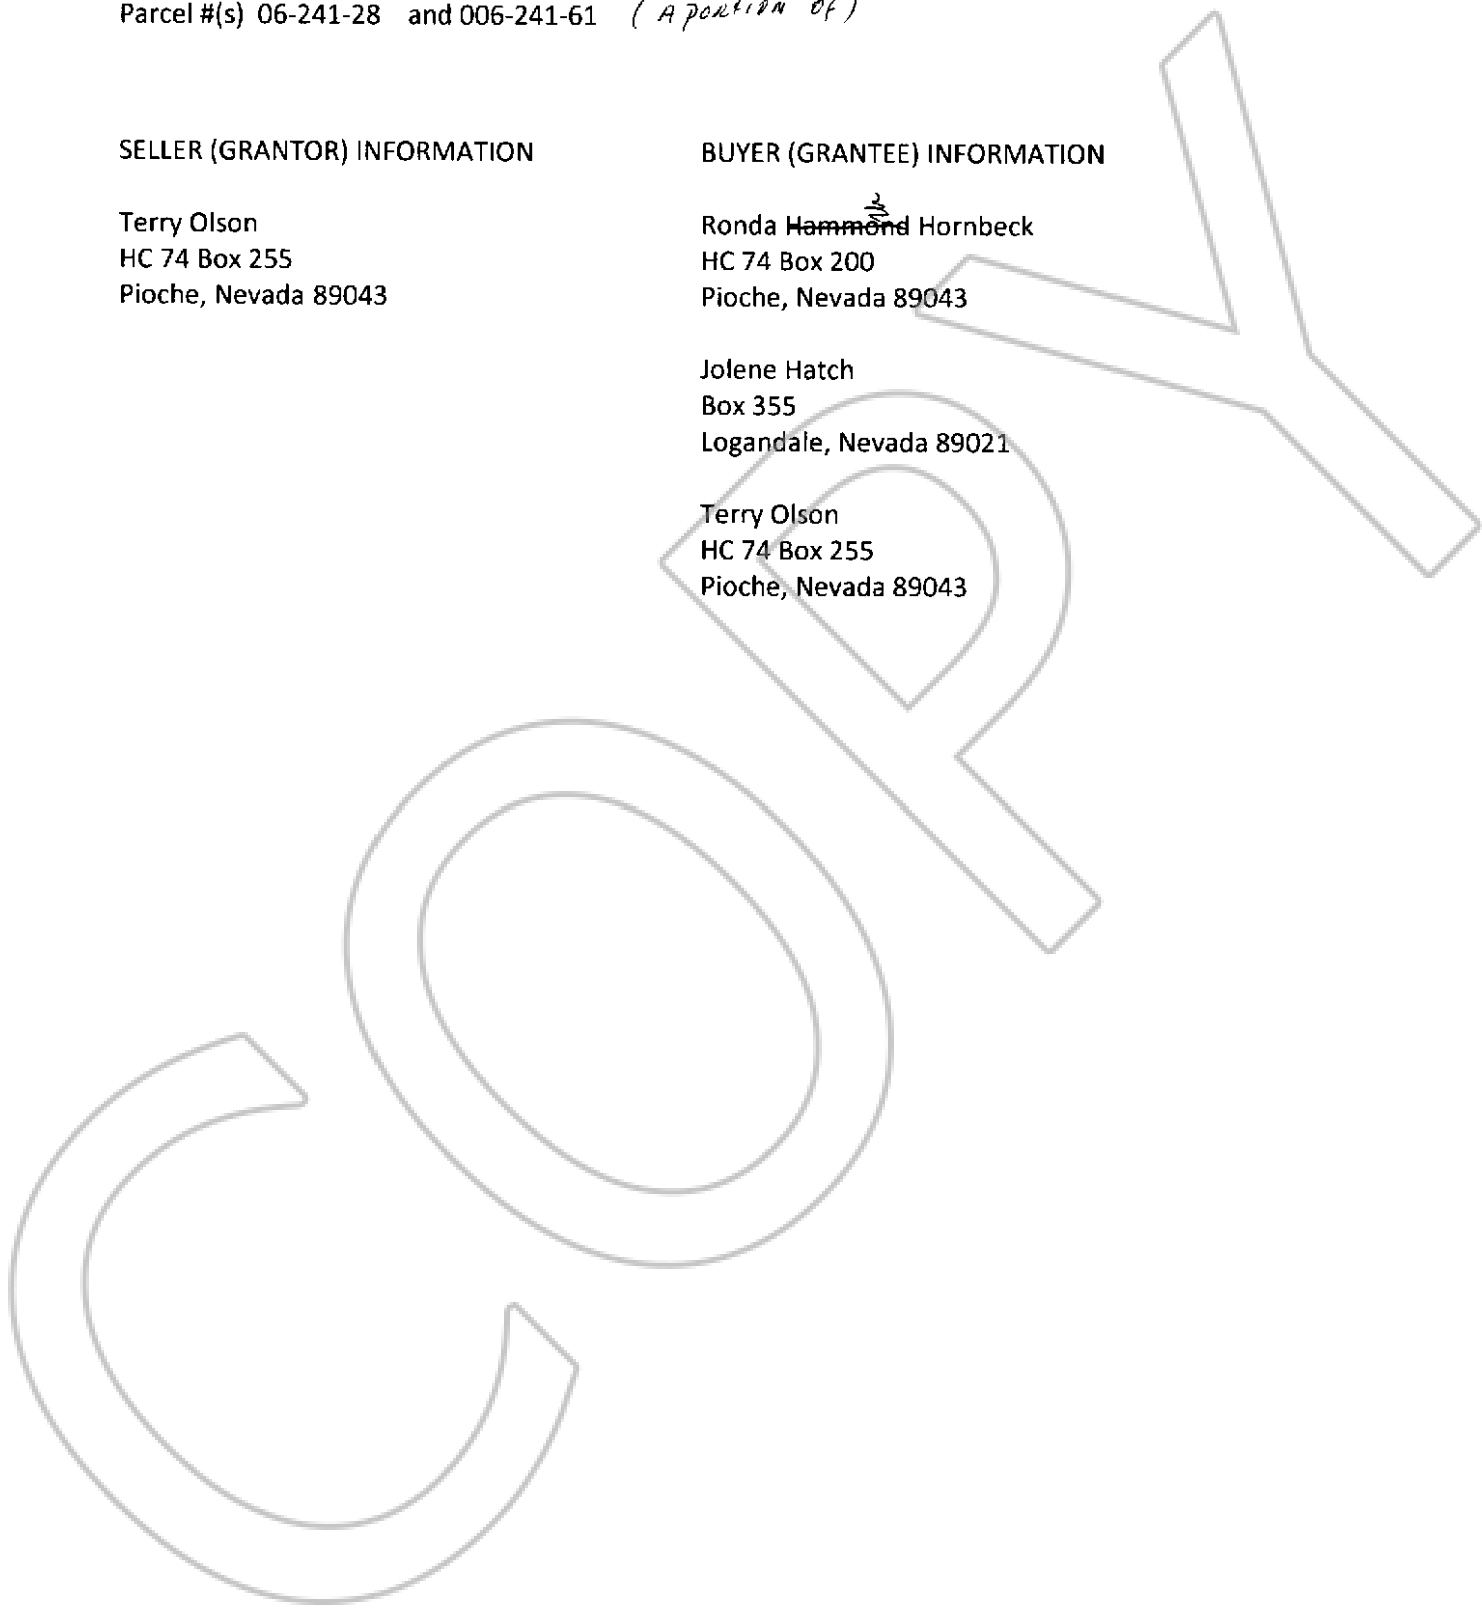 Parcel #(s) 06-241-28 and 006-241-61 (A portion of)
SELLER (GRANTOR) INFORMATION
Terry Olson
HC 74 Box 255
Pioche, Nevada 89043
BUYER (GRANTEE) INFORMATION
Ronda Hammond Hornbeck
HC 74 Box 200
Pioche, Nevada 89043
Jolene Hatch
Box 355
Logandale, Nevada 89021
Terry Olson
HC 74 Box 255
Pioche, Nevada 89043
COPY